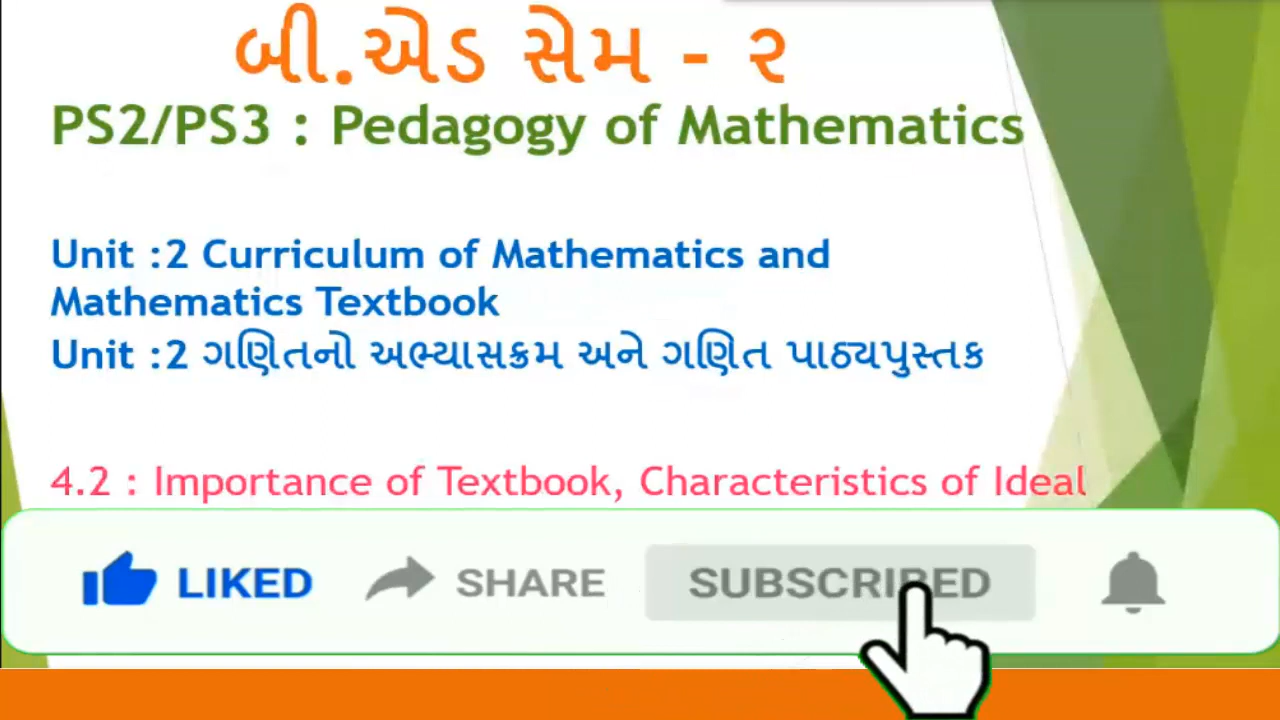 બી.એડ સેમ - ૨
PS2/PS3 : Pedagogy of Mathematics
Unit :2 Curriculum of Mathematics and
Mathematics Textbook
Unit :2 ગણિતનો અભ્યાસક્રમ અને ગણિત પાઠ્યપુસ્તક
4.2 : Importance of Textbook, Characteristics of Ideal
LIKED SHARE SUBSCRIBED